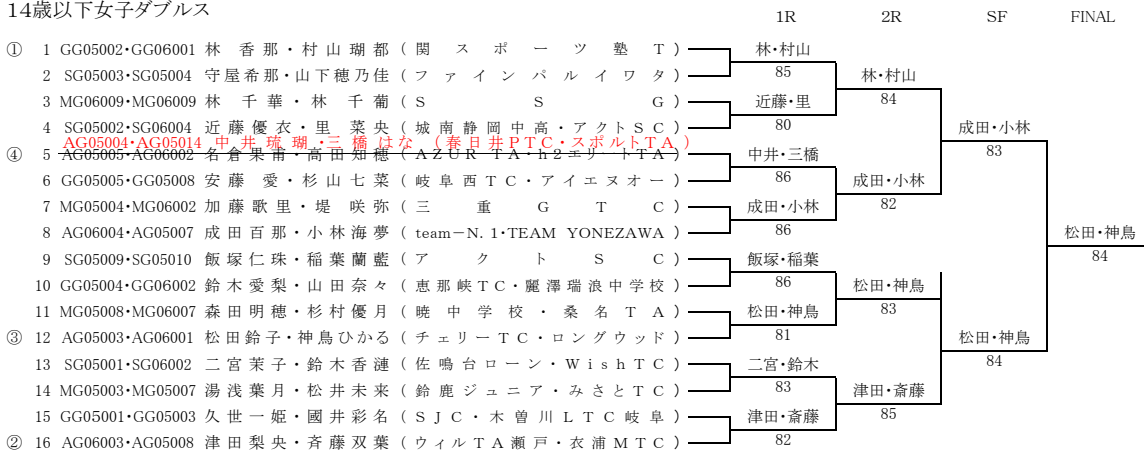 14歳以下女子ダブルス
1R 2R SF FINAL
① 1 GG05002・GG06001 林 香那・村山瑚都 ( 関スポーツ塾T )
2 SG05003・SG05004 守屋希那・山下穂乃佳 ( ファインパルイワタ )
3 MG06009・MG06009 林 千華・林 千葡 ( SSG )
4 SG05002・SG06004 近藤優衣・里 菜央 ( 城南静岡中高・アクトSC )
AG05004・AG05014 中井琉瑚・三橋はな (春日井PTC・スポルトTA)
④ 5 AG05005・AG06002 名倉果甫・高田知穂 ( AZUR TA・h2エリートTA )
6 GG05005・GG05008 安藤 愛・杉山七菜 ( 岐阜西TC・アイエヌオー )
7 MG05004・MG06002 加藤歌里・堤 咲弥 ( 三重GTC )
8 AG06004・AG05007 成田百那・小林海夢 ( team−N.1・TEAM YONEZAWA )
9 SG05009・SG05010 飯塚仁珠・稲葉蘭藍 ( アクトSC )
10 GG05004・GG06002 鈴木愛梨・山田奈々 ( 恵那峡TC・麗澤瑞浪中学校 )
11 MG05008・MG06007 森田明穂・杉村優月 ( 暁中学校・桑名TA )
③ 12 AG05003・AG06001 松田鈴子・神鳥ひかる ( チェリーTC・ロングウッド )
13 SG05001・SG06002 二宮茉子・鈴木香漣 ( 佐鳴台ローン・WishTC )
14 MG05003・MG05007 湯浅葉月・松井未来 ( 鈴鹿ジュニア・みさとTC )
15 GG05001・GG05003 久世一姫・國井彩名 ( SJC・木曽川LTC岐阜 )
② 16 AG06003・AG05008 津田梨央・斉藤双葉 ( ウィルTA瀬戸・衣浦MTC )
林・村山
85
近藤・里
80
中井・三橋
86
成田・小林
86
飯塚・稲葉
86
松田・神鳥
81
二宮・鈴木
83
津田・斎藤
82
林・村山
84
成田・小林
82
松田・神鳥
83
津田・斎藤
85
成田・小林
83
松田・神鳥
84
松田・神鳥
84